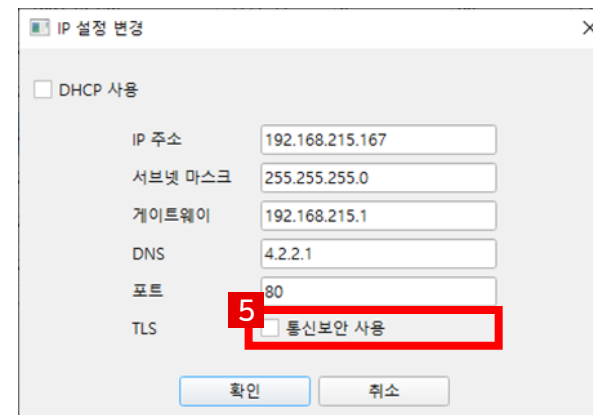 IP 설정 변경
DHCP 사용
IP 주소 192.168.215.167
서브넷 마스크 255.255.255.0
게이트웨이 192.168.215.1
DNS 4.2.2.1
포트 80
5
TLS 통신보안 사용
확인 취소